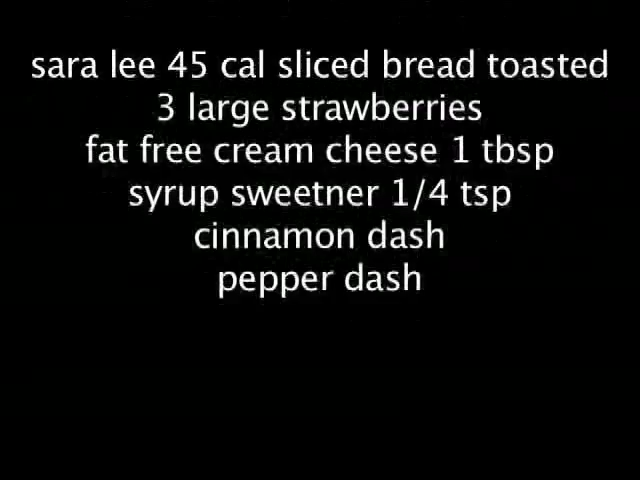 sara lee 45 cal sliced bread toasted
3 large strawberries
fat free cream cheese 1 tbsp
syrup sweetner 1/4 tsp
cinnamon dash
pepper dash